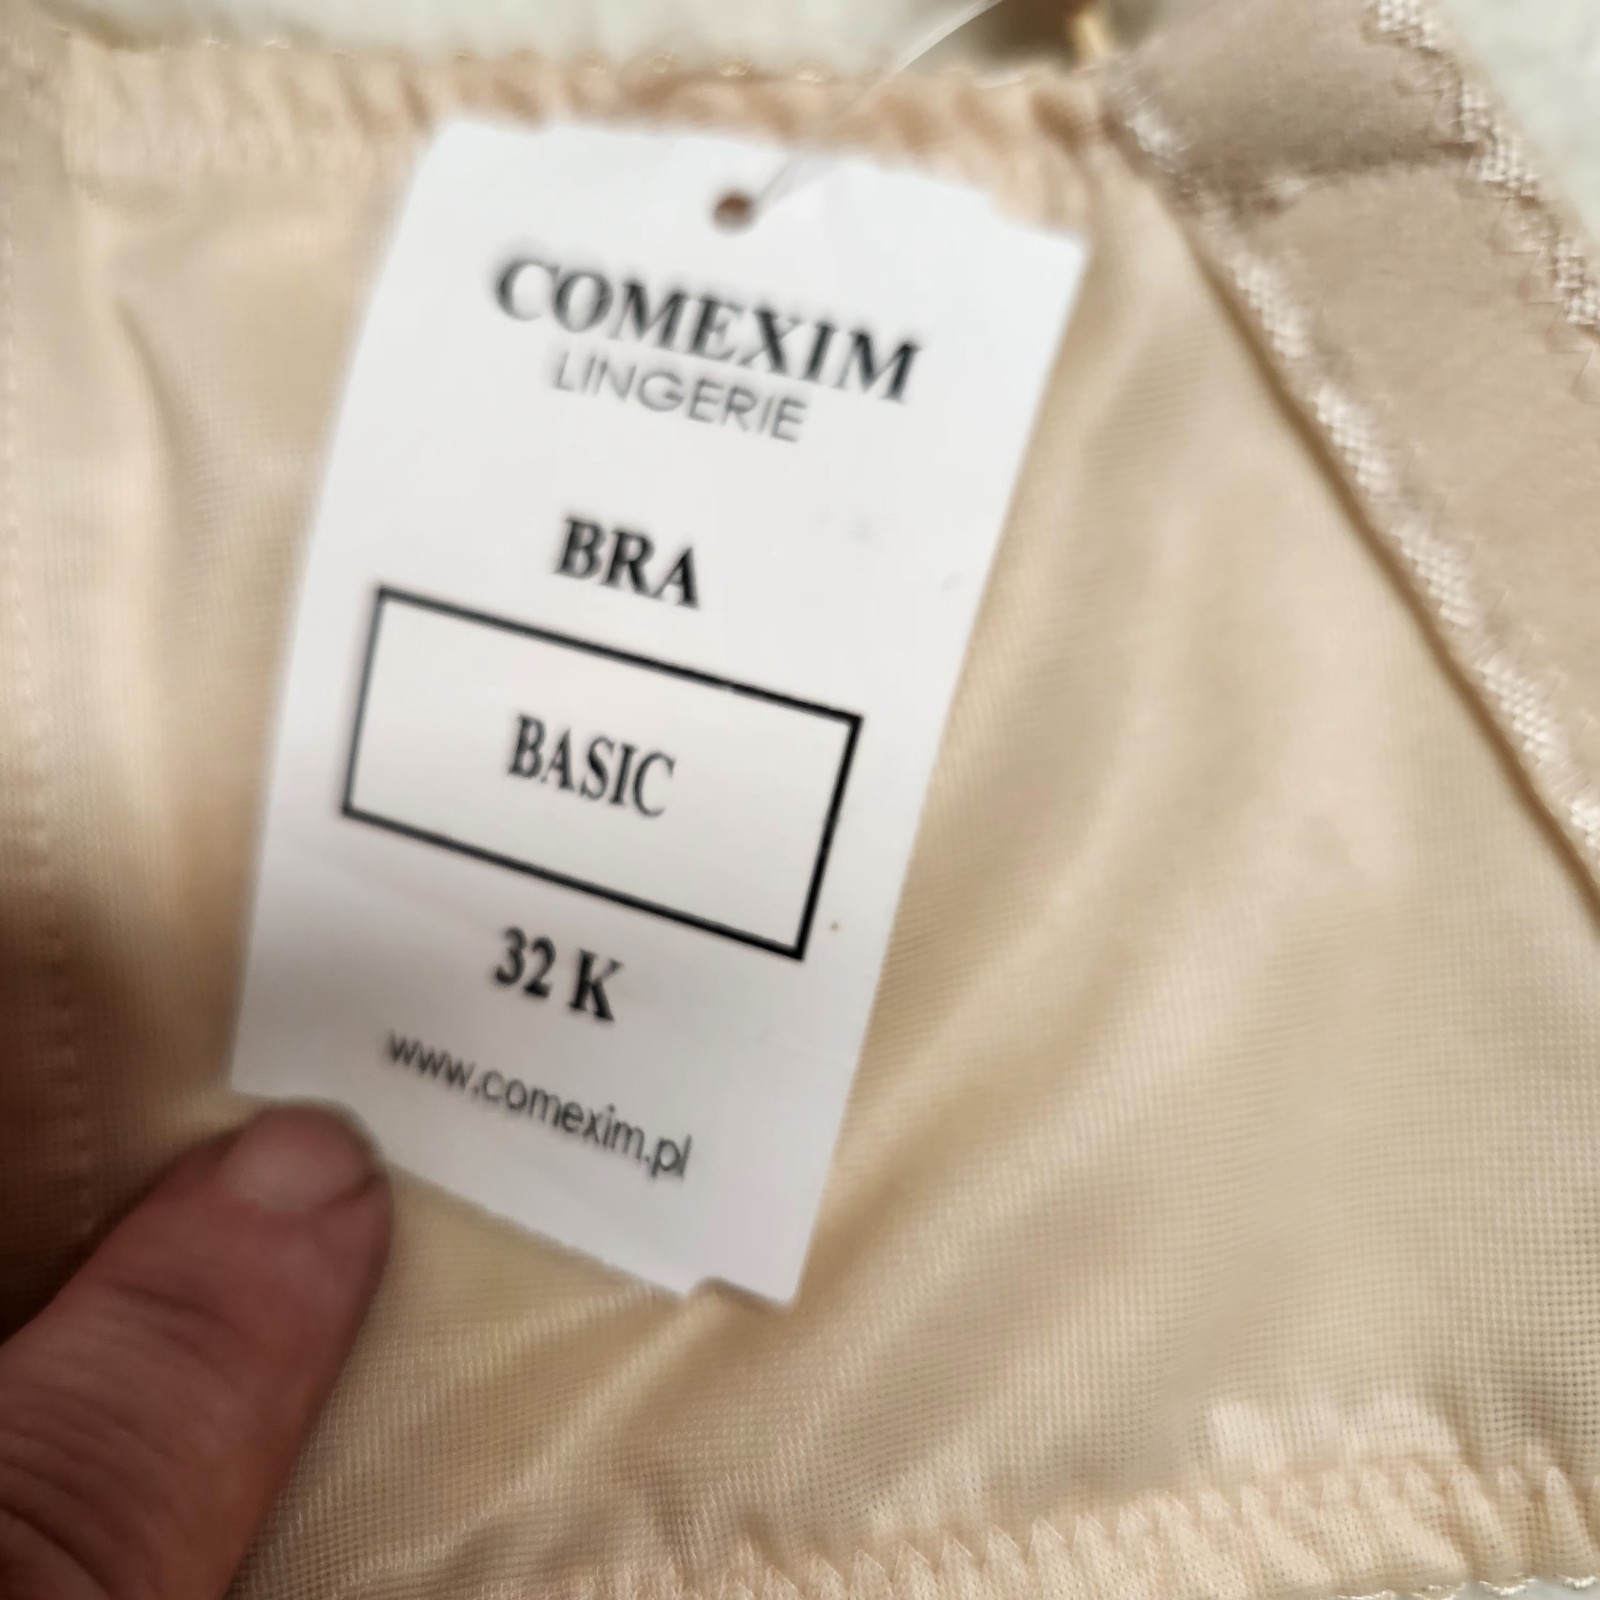 COMEXIM
LINGERIE
BRA
BASIC
32 K
www.comexim.pl